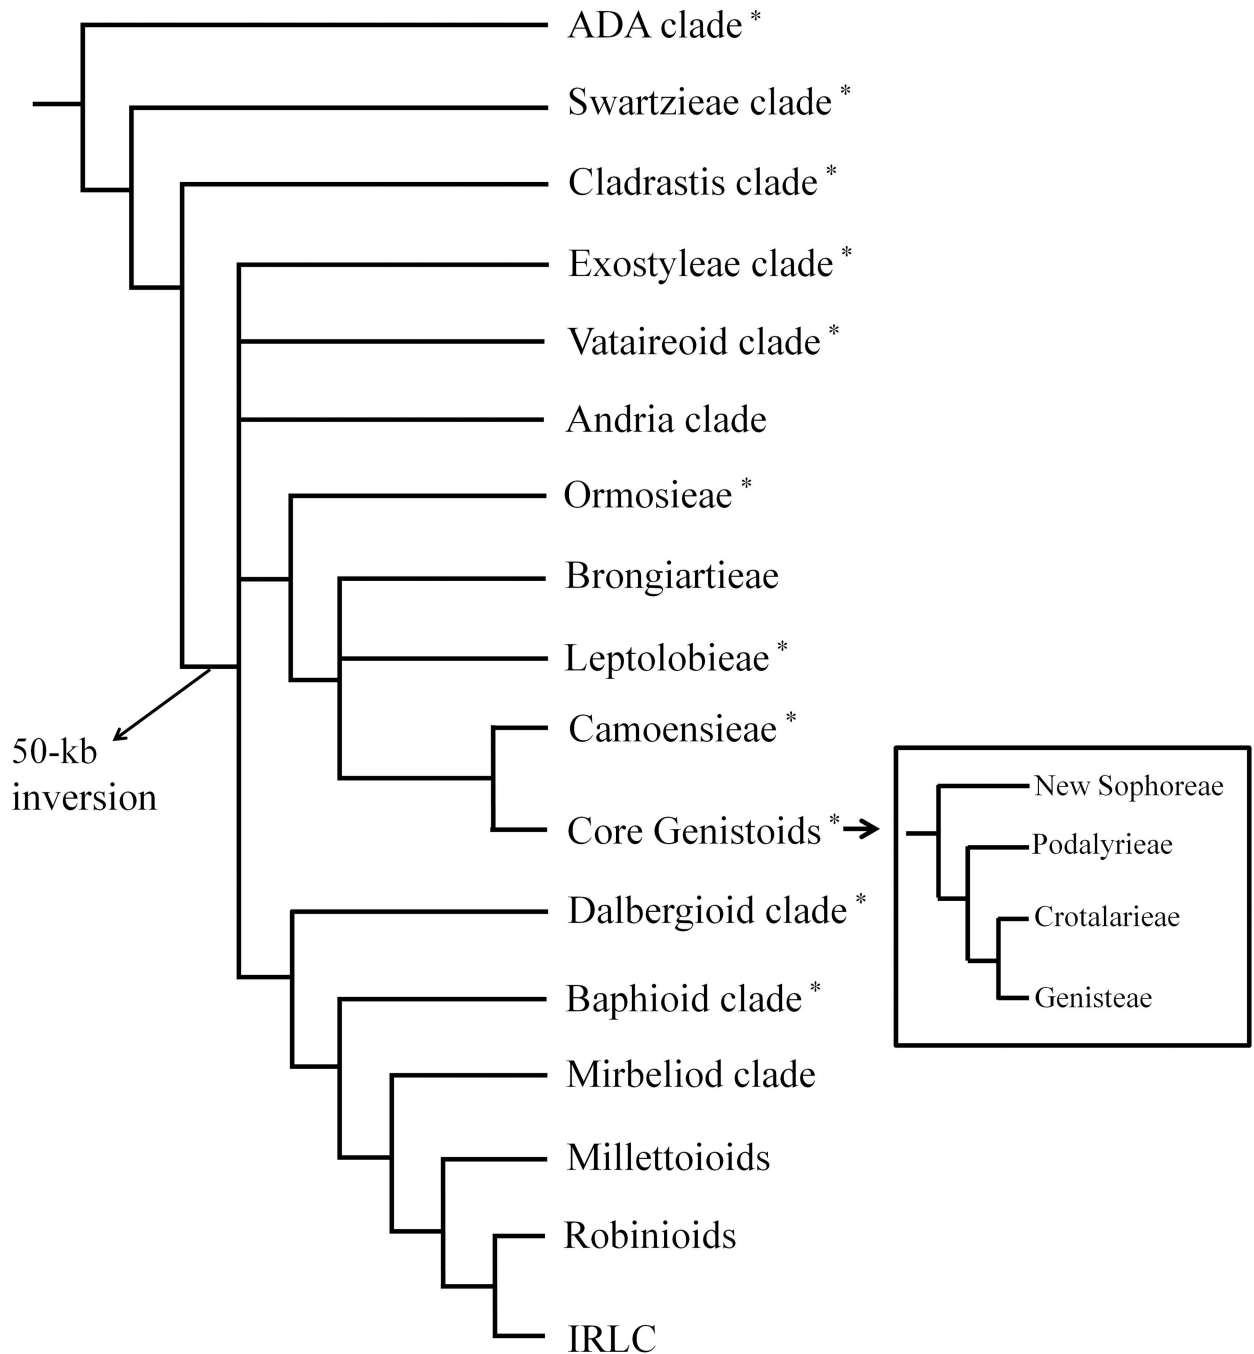 ADA clade *
Swartzieae clade *
Cladrastis clade *
Exostyleae clade *
Vataireoid clade *
Andria clade
Ormosieae *
Brongiartieae
Leptolobieae *
Camoensieae *
Core Genistoids *
Dalbergioid clade *
Baphioid clade *
Mirbeliod clade
Millettoioids
Robinioids
IRLC
50-kb
inversion
New Sophoreae
Podalyrieae
Crotalarieae
Genisteae